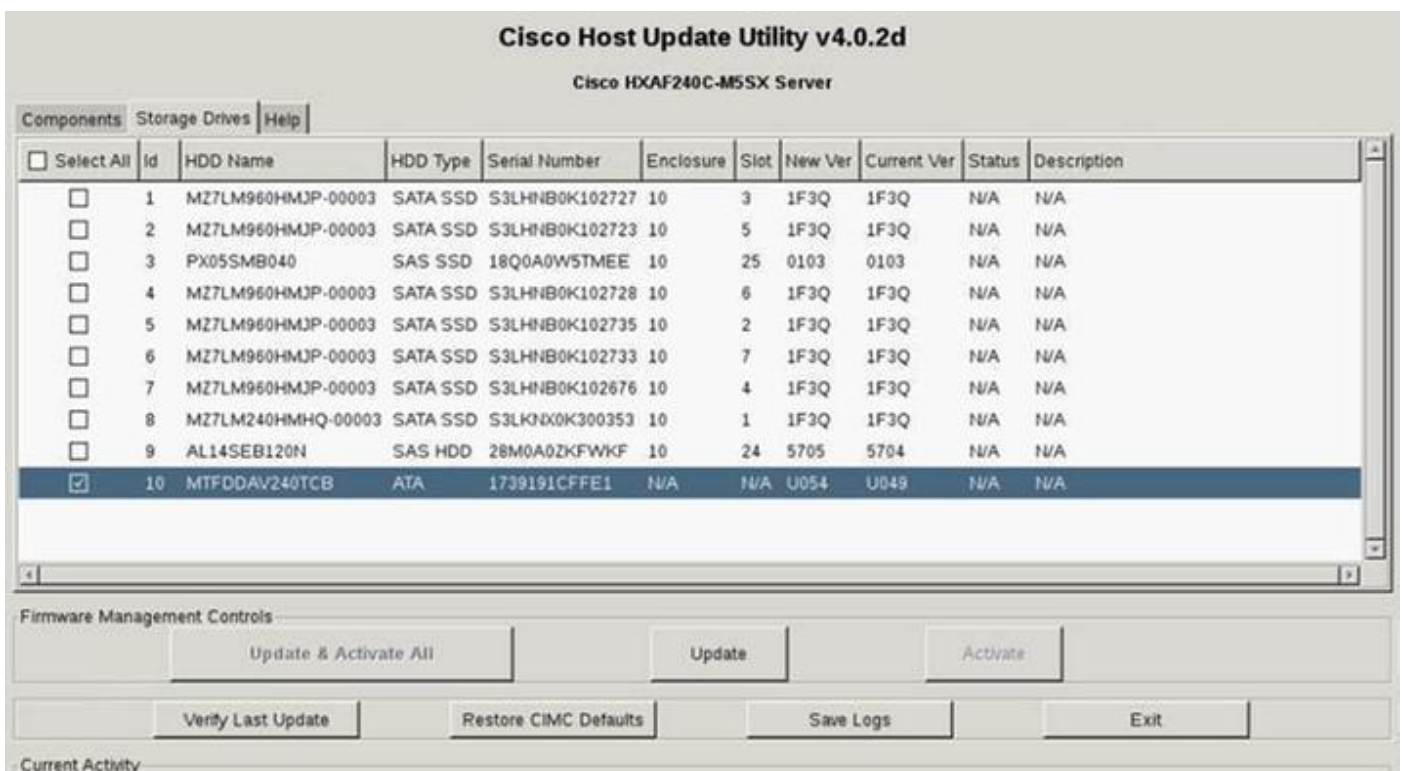 Cisco Host Update Utility v4.0.2d
Cisco HXAF240C-M5SX Server
Components Storage Drives Help
Select All Id HDD Name HDD Type Serial Number Enclosure Slot New Ver Current Ver Status Description
1 MZ7LM960HMJP-00003 SATA SSD S3LHNB0K102727 10 3 1F3Q 1F3Q N/A N/A
2 MZ7LM960HMJP-00003 SATA SSD S3LHNB0K102723 10 5 1F3Q 1F3Q N/A N/A
3 PX05SMB040 SAS SSD 18Q0A0W5TMEE 10 25 0103 0103 N/A N/A
4 MZ7LM960HMJP-00003 SATA SSD S3LHNB0K102728 10 6 1F3Q 1F3Q N/A N/A
5 MZ7LM960HMJP-00003 SATA SSD S3LHNB0K102735 10 2 1F3Q 1F3Q N/A N/A
6 MZ7LM960HMJP-00003 SATA SSD S3LHNB0K102733 10 7 1F3Q 1F3Q N/A N/A
7 MZ7LM960HMJP-00003 SATA SSD S3LHNB0K102676 10 4 1F3Q 1F3Q N/A N/A
8 MZ7LM240HMHQ-00003 SATA SSD S3LKNX0K300353 10 1 1F3Q 1F3Q N/A N/A
9 AL14SEB120N SAS HDD 28M0A0ZKFWKF 10 24 5705 5704 N/A N/A
10 MTFDDAV240TCB ATA 1739191CFFE1 N/A N/A U054 U049 N/A N/A
Firmware Management Controls
Update & Activate All Update Activate
Verify Last Update Restore CIMC Defaults Save Logs Exit
Current Activity